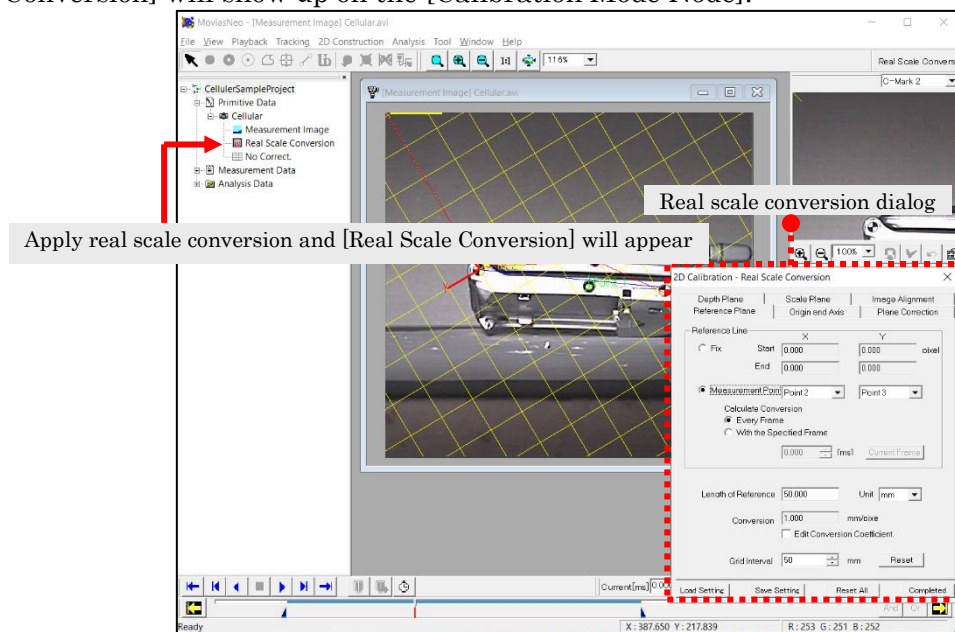 Conversion] will show up on the [Calibration Mode Node].
MoviasNeo - [Measurement Image] Cellular.avi
File View Playback Tracking 2D Construction Analysis Tool Window Help
1:1 116%
Real Scale Convers
C-Mark 2
CellulerSampleProject
Primitive Data
Cellular
Measurement Image
Real Scale Conversion
No Correct.
Measurement Data
Analysis Data
[Measurement Image] Cellular.avi
Real scale conversion dialog
Apply real scale conversion and [Real Scale Conversion] will appear
100%
2D Calibration - Real Scale Conversion
Depth Plane Scale Plane Image Alignment
Reference Plane Origin and Axis Plane Correction
Reference Line
X Y
Fix Start 0.000 0.000 pixel
End 0.000 0.000
Measurement Poin Point 2 Point 3
Calculate Conversion
Every Frame
With the Specified Frame
0.000 [ms] Current Frame
Length of Reference 50.000 Unit mm
Conversion 1.000 mm/pixe
Edit Conversion Coefficient.
Grid Interval 50 mm Reset
Load Setting Save Setting Reset All Completed
Current[ms] 0.000
And Or
Ready X : 387.650 Y : 217.839 R : 253 G : 251 B : 252